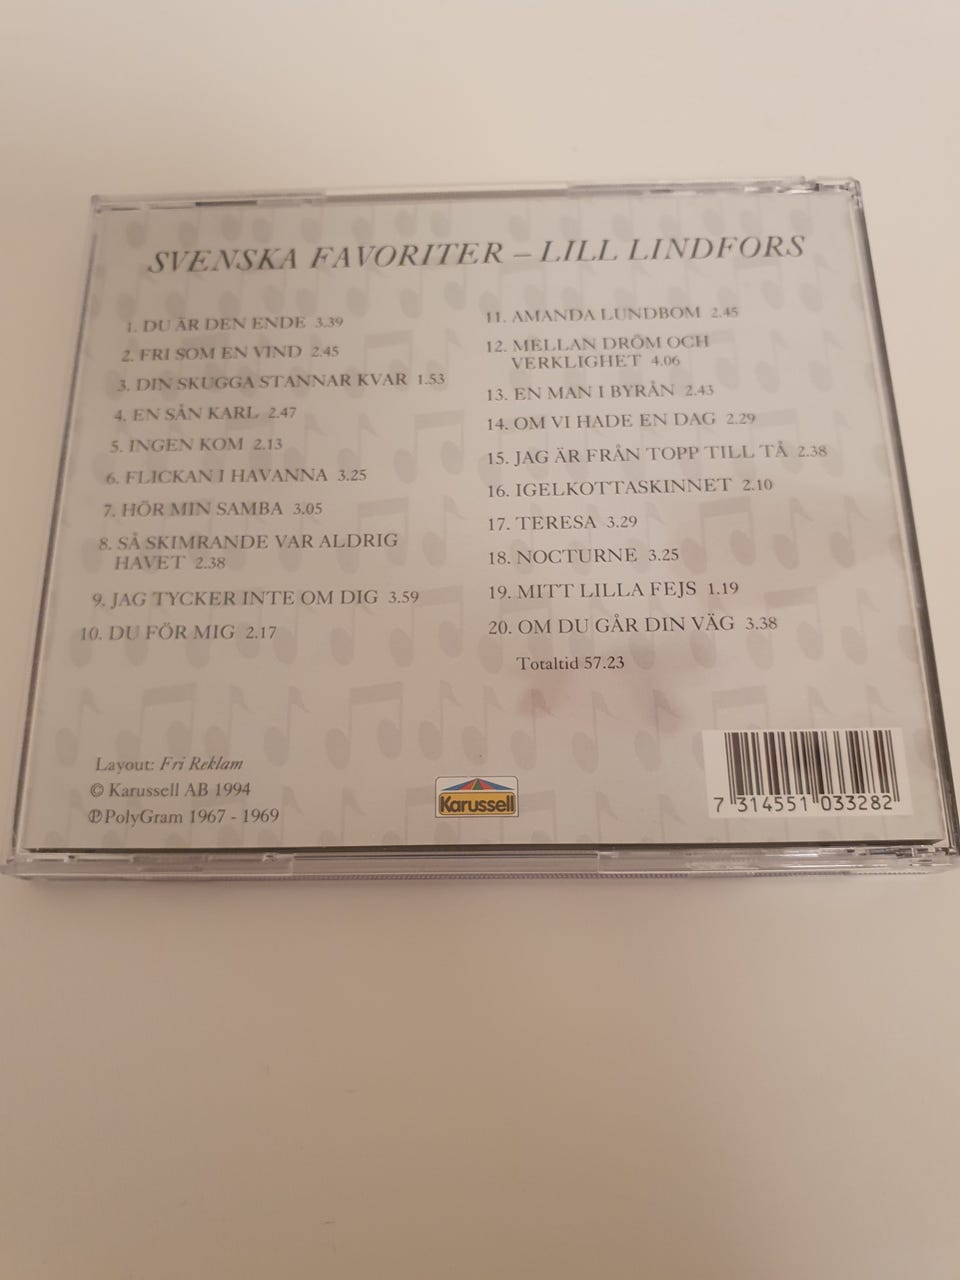 SVENSKA FAVORITER – LILL LINDFORS
1. DU ÄR DEN ENDE 3.39
2. FRI SOM EN VIND 2.45
3. DIN SKUGGA STANNAR KVAR 1.53
4. EN SÅN KARL 2.47
5. INGEN KOM 2.13
6. FLICKAN I HAVANNA 3.25
7. HÖR MIN SAMBA 3.05
8. SÅ SKIMRANDE VAR ALDRIG
HAVET 2.38
9. JAG TYCKER INTE OM DIG 3.59
10. DU FÖR MIG 2.17
11. AMANDA LUNDBOM 2.45
12. MELLAN DRÖM OCH
VERKLIGHET 4.06
13. EN MAN I BYRÅN 2.43
14. OM VI HADE EN DAG 2.29
15. JAG ÄR FRÅN TOPP TILL TÅ 2.38
16. IGELKOTTASKINNET 2.10
17. TERESA 3.29
18. NOCTURNE 3.25
19. MITT LILLA FEJS 1.19
20. OM DU GÅR DIN VÄG 3.38
Totaltid 57.23
Layout: Fri Reklam
© Karussell AB 1994
℗ PolyGram 1967 - 1969
Karussell
7 314551 033282